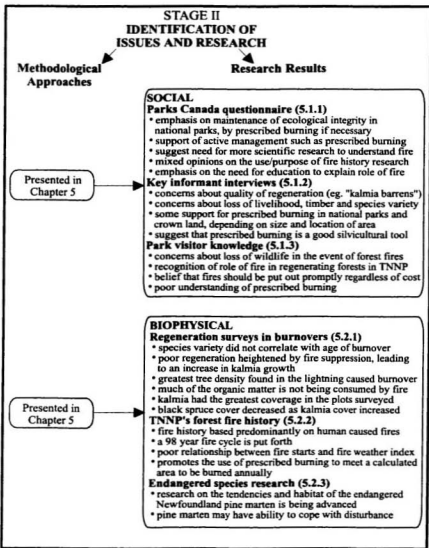 STAGE II
IDENTIFICATION OF
ISSUES AND RESEARCH
Methodological
Approaches
Research Results
SOCIAL
Parks Canada questionnaire (5.1.1)
• emphasis on maintenance of ecological integrity in
national parks, by prescribed burning if necessary
• support of active management such as prescribed burning
• suggest need for more scientific research to understand fire
• mixed opinions on the use/purpose of fire history research
• emphasis on the need for education to explain role of fire
Presented in
Chapter 5
Key informant interviews (5.1.2)
• concerns about quality of regeneration (eg. "kalmia barrens")
• concerns about loss of livelihood, timber and species variety
• some support for prescribed burning in national parks and
crown land, depending on size and location of area
• suggest that prescribed burning is a good silvicultural tool
Park visitor knowledge (5.1.3)
• concerns about loss of wildlife in the event of forest fires
• recognition of role of fire in regenerating forests in TNNP
• belief that fires should be put out promptly regardless of cost
• poor understanding of prescribed burning
BIOPHYSICAL
Regeneration surveys in burnovers (5.2.1)
• species variety did not correlate with age of burnover
• poor regeneration heightened by fire suppression, leading
to an increase in kalmia growth
• greatest tree density found in the lightning caused burnover
• much of the organic matter is not being consumed by fire
• kalmia had the greatest coverage in the plots surveyed
• black spruce cover decreased as kalmia cover increased
Presented in
Chapter 5
TNNP's forest fire history (5.2.2)
• fire history based predominantly on human caused fires
• a 98 year fire cycle is put forth
• poor relationship between fire starts and fire weather index
• promotes the use of prescribed burning to meet a calculated
area to be burned annually
Endangered species research (5.2.3)
• research on the tendencies and habitat of the endangered
Newfoundland pine marten is being advanced
• pine marten may have ability to cope with disturbance